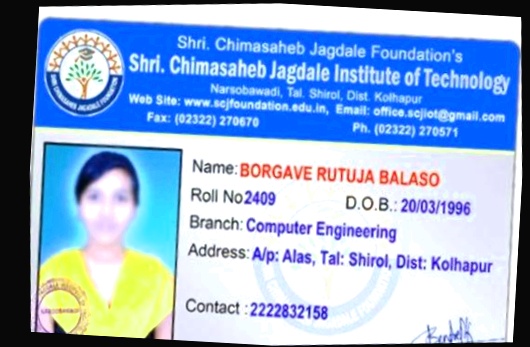 Shri. Chimasaheb Jagdale Foundation's
Shri. Chimasaheb Jagdale Institute of Technology
Narsobawadi, Tal. Shirol, Dist. Kolhapur
Web Site: www.scjfoundation.edu.in, Email: office.scjiot@gmail.com
Fax: (02322) 270670 Ph. (02322) 270571
Name: BORGAVE RUTUJA BALASO
Roll No 2409 D.O.B.: 20/03/1996
Branch: Computer Engineering
Address: A/p: Alas, Tal: Shirol, Dist: Kolhapur
Contact : 2222832158